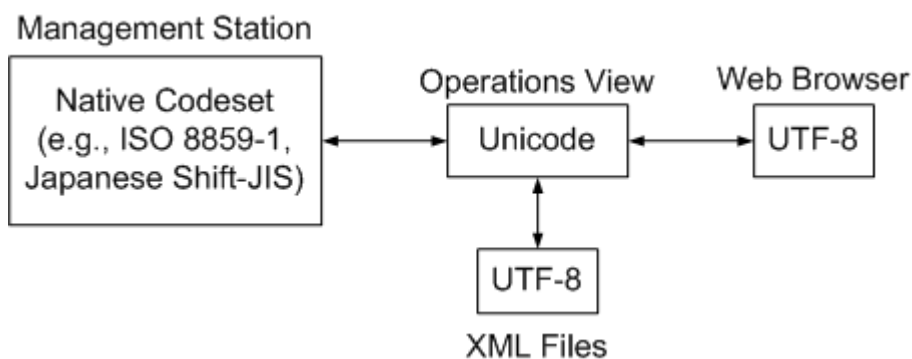 Management Station
Native Codeset
(e.g., ISO 8859-1,
Japanese Shift-JIS)
Operations View
Unicode
Web Browser
UTF-8
UTF-8
XML Files